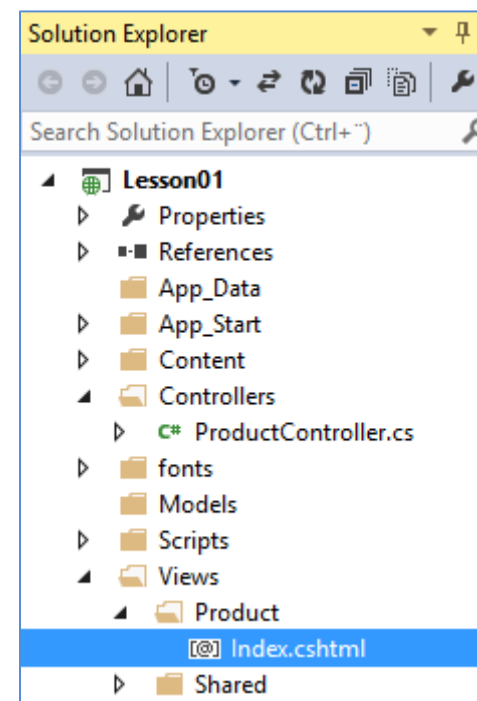 Solution Explorer
Search Solution Explorer (Ctrl+¨)
Lesson01
Properties
References
App_Data
App_Start
Content
Controllers
C# ProductController.cs
fonts
Models
Scripts
Views
Product
[@] Index.cshtml
Shared